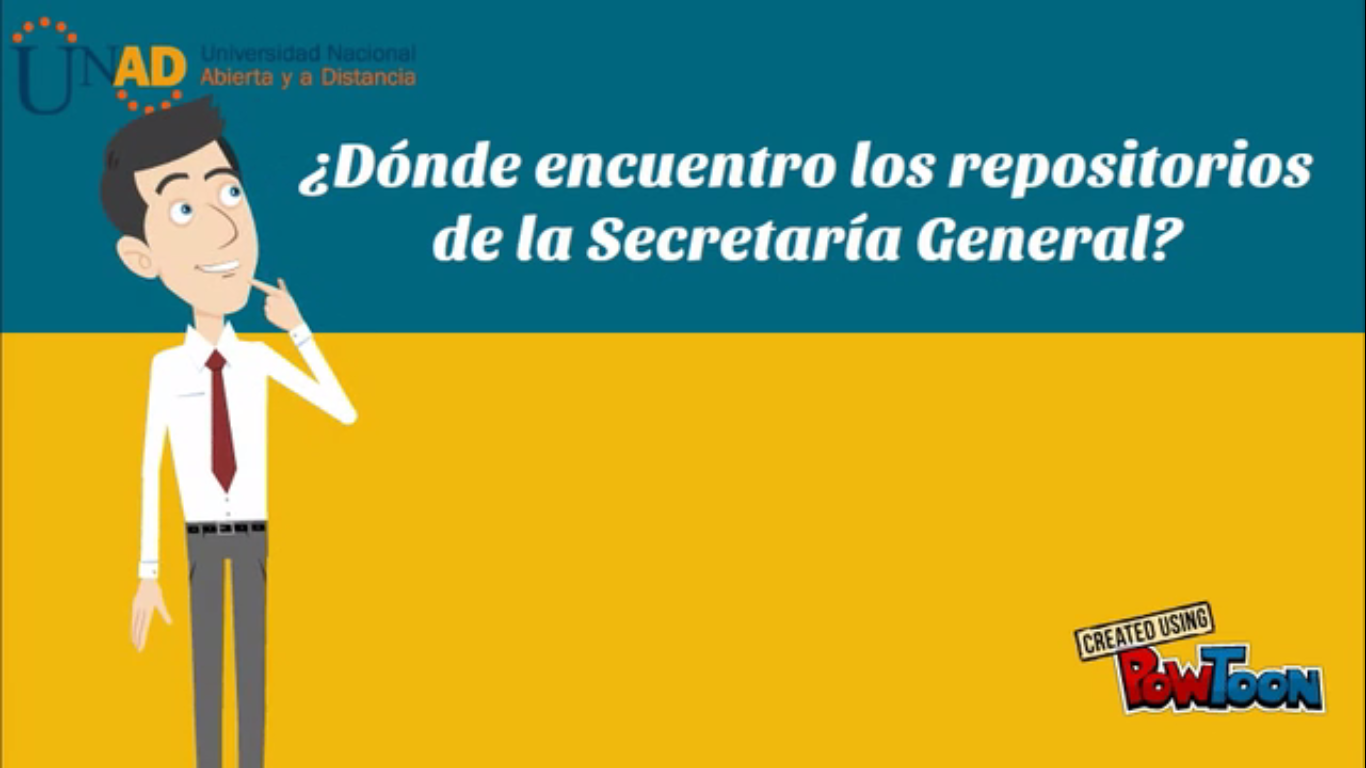 UNAD
Universidad Nacional
Abierta y a Distancia
¿Dónde encuentro los repositorios
de la Secretaría General?
CREATED USING
POWTOON